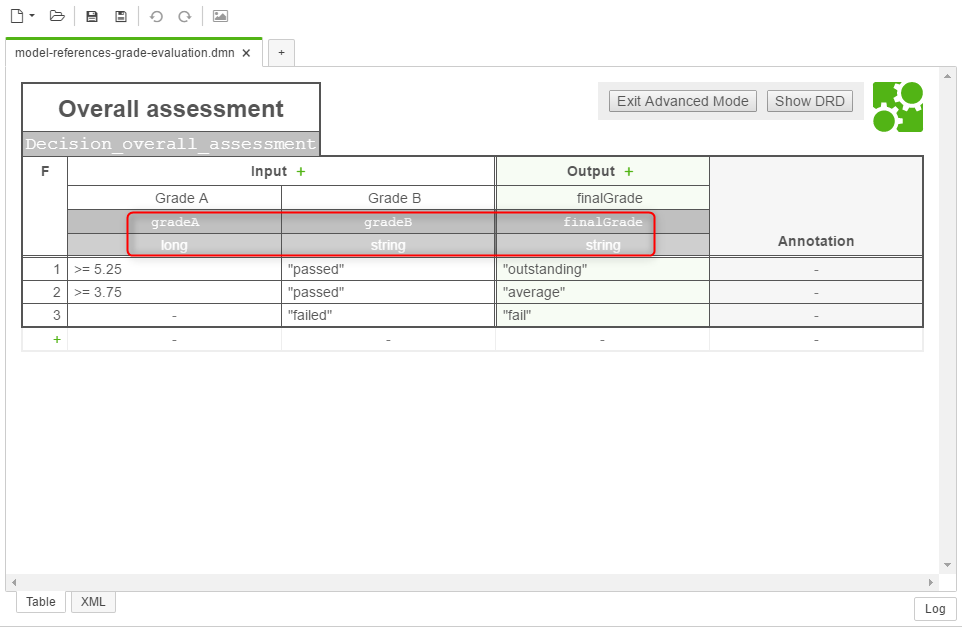 model-references-grade-evaluation.dmn × +
Overall assessment
Exit Advanced Mode Show DRD
Decision_overall_assessment
F Input + Output +
Grade A Grade B finalGrade
gradeA gradeB finalGrade
long string string
Annotation
1 >= 5.25 "passed" "outstanding" -
2 >= 3.75 "passed" "average" -
3 - "failed" "fail" -
+ - - - -
Table XML
Log